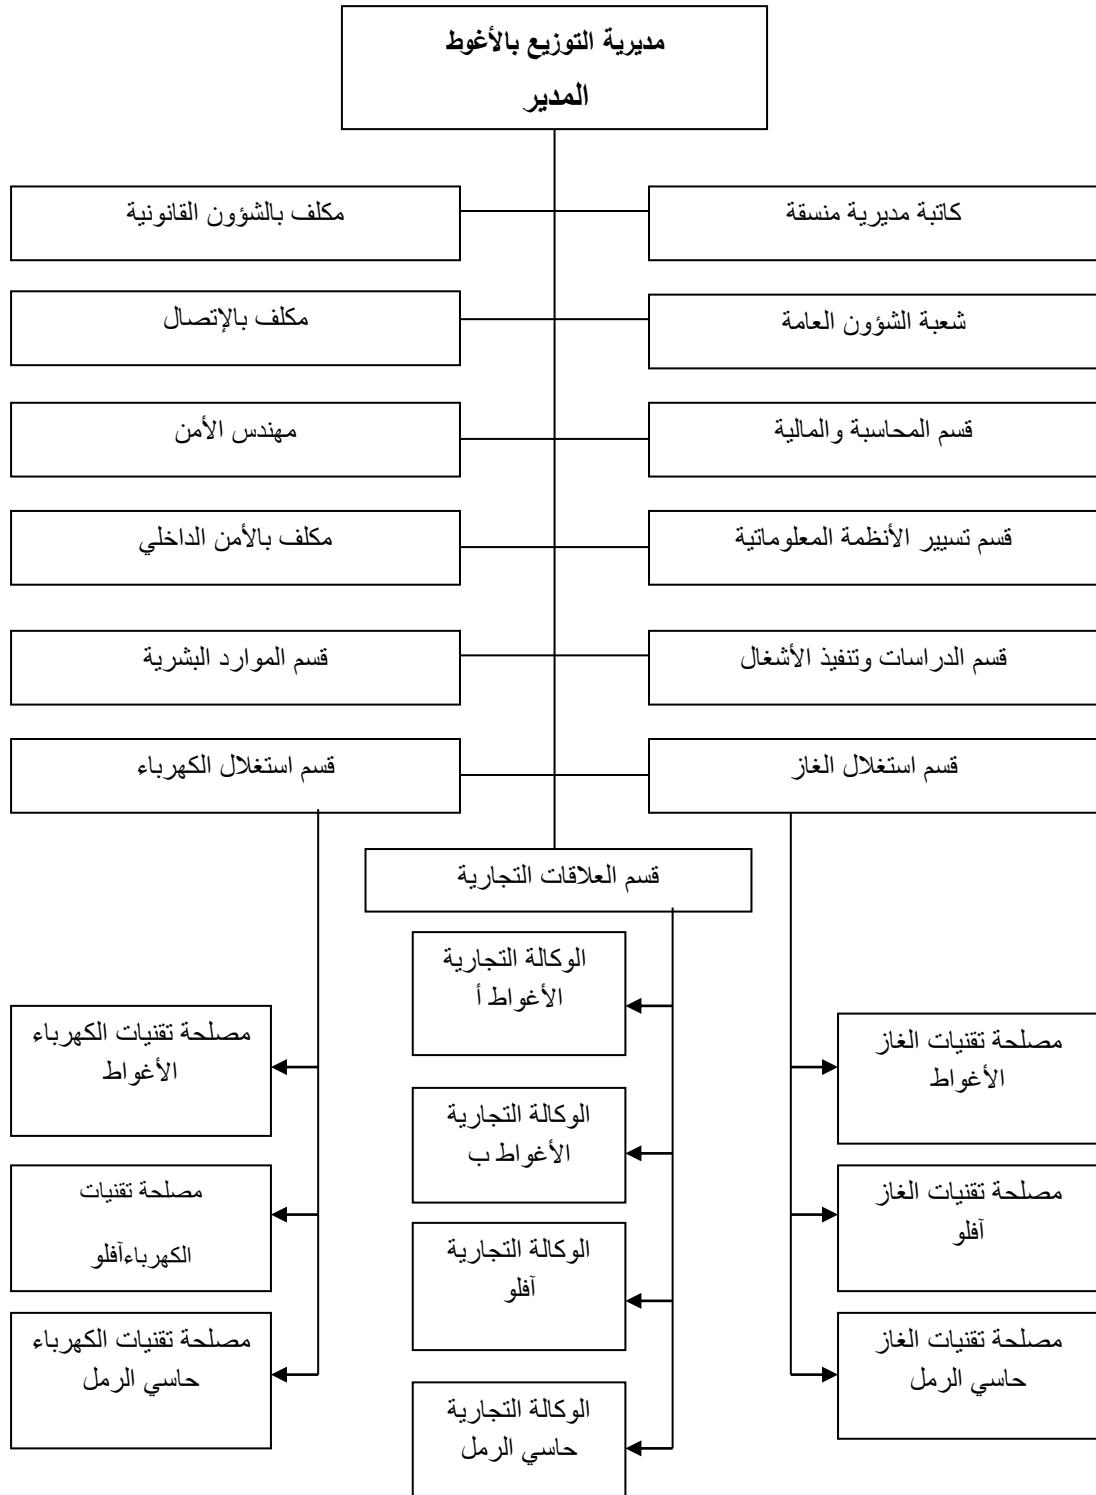 مديرية التوزيع بالأغوط
المدير
كاتبة مديرية منسقة
مكلف بالشؤون القانونية
شعبة الشؤون العامة
مكلف بالإتصال
قسم المحاسبة والمالية
مهندس الأمن
قسم تسيير الأنظمة المعلوماتية
مكلف بالأمن الداخلي
قسم الدراسات وتنفيذ الأشغال
قسم الموارد البشرية
قسم استغلال الغاز
قسم استغلال الكهرباء
قسم العلاقات التجارية
مصلحة تقنيات الغاز
الأغواط
مصلحة تقنيات الغاز
آفلو
مصلحة تقنيات الغاز
حاسي الرمل
الوكالة التجارية
الأغواط أ
الوكالة التجارية
الأغواط ب
الوكالة التجارية
آفلو
الوكالة التجارية
حاسي الرمل
مصلحة تقنيات الكهرباء
الأغواط
مصلحة تقنيات
الكهرباءآفلو
مصلحة تقنيات الكهرباء
حاسي الرمل